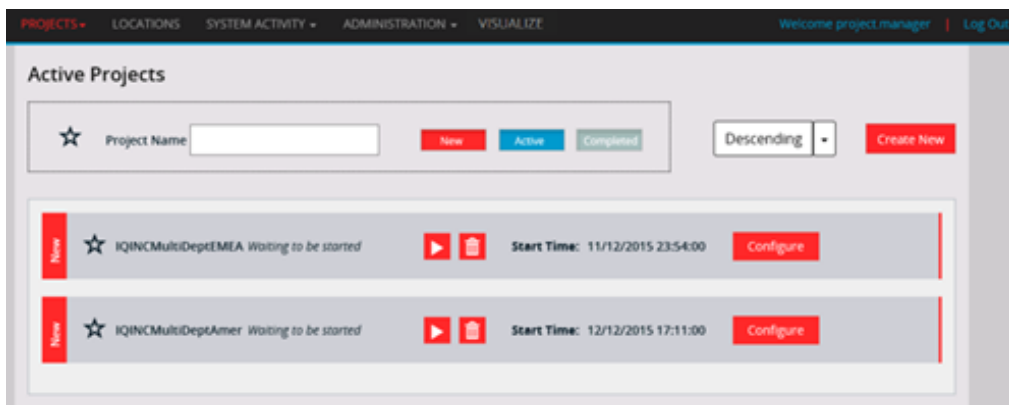 PROJECTS LOCATIONS SYSTEM ACTIVITY ADMINISTRATION VISUALIZE Welcome project.manager | Log Out
Active Projects
Project Name New Active Completed Descending Create New
New IQINCMultiDeptEMEA Waiting to be started Start Time: 11/12/2015 23:54:00 Configure
New IQINCMultiDeptAmer Waiting to be started Start Time: 12/12/2015 17:11:00 Configure